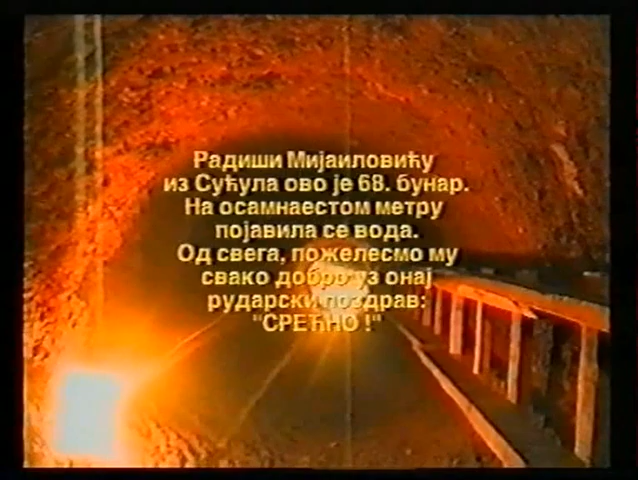 Радиши Мијаиловићу
из Сућула ово је 68. бунар.
На осамнаестом метру
појавила се вода.
Од свега, пожелесмо му
свако добро уз онај
рударски поздрав:
"СРЕЋНО !"